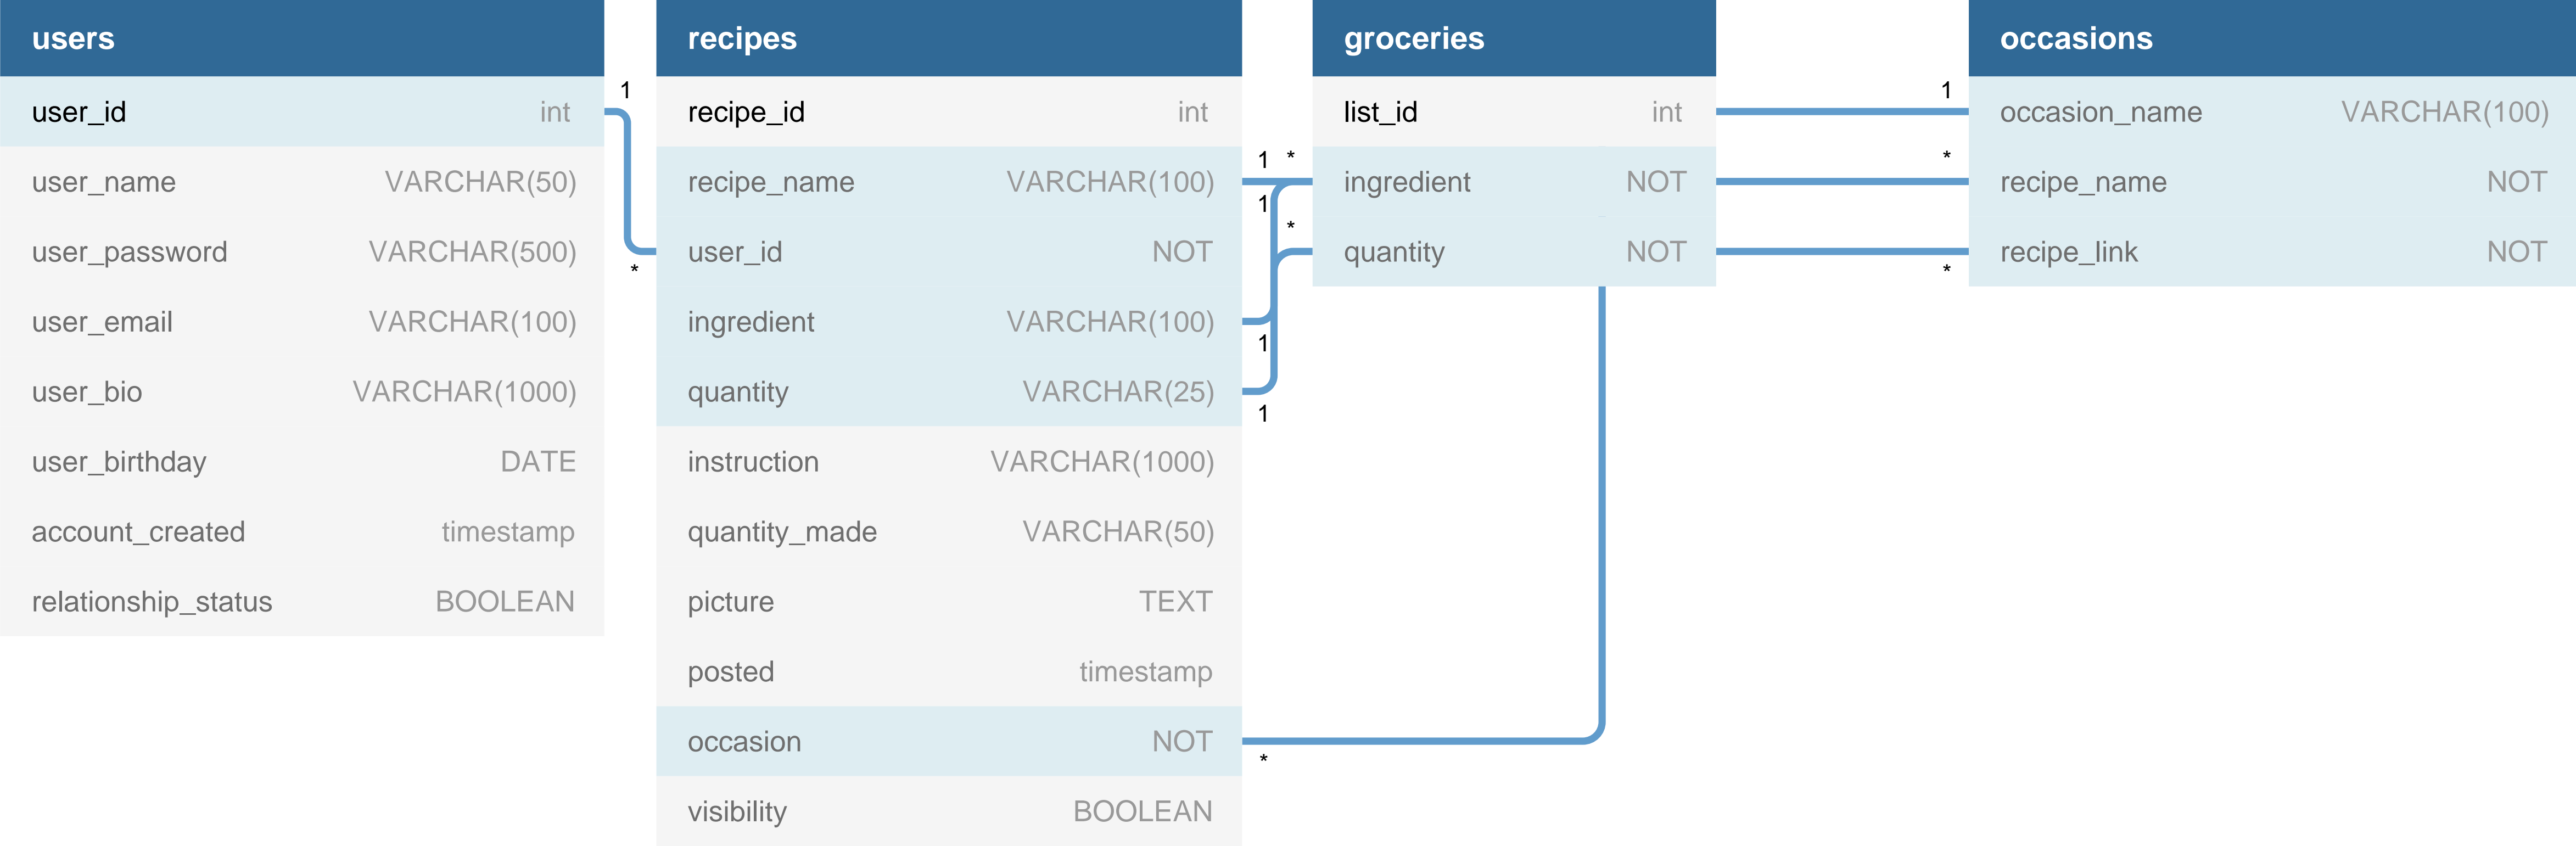 users
user_id int
user_name VARCHAR(50)
user_password VARCHAR(500)
user_email VARCHAR(100)
user_bio VARCHAR(1000)
user_birthday DATE
account_created timestamp
relationship_status BOOLEAN
1
*
recipes
recipe_id int
recipe_name VARCHAR(100)
user_id NOT
ingredient VARCHAR(100)
quantity VARCHAR(25)
instruction VARCHAR(1000)
quantity_made VARCHAR(50)
picture TEXT
posted timestamp
occasion NOT
visibility BOOLEAN
1 *
1
*
1
1
*
groceries
list_id int
ingredient NOT
quantity NOT
1
*
*
occasions
occasion_name VARCHAR(100)
recipe_name NOT
recipe_link NOT